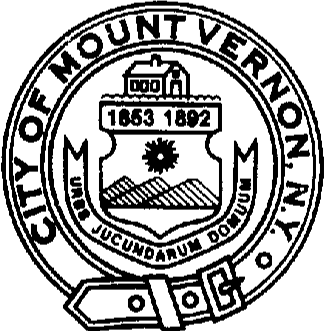 CITY OF MOUNT VERNON, N.Y.
1853 1892
URBS JUCUNDARUM DOMUUM